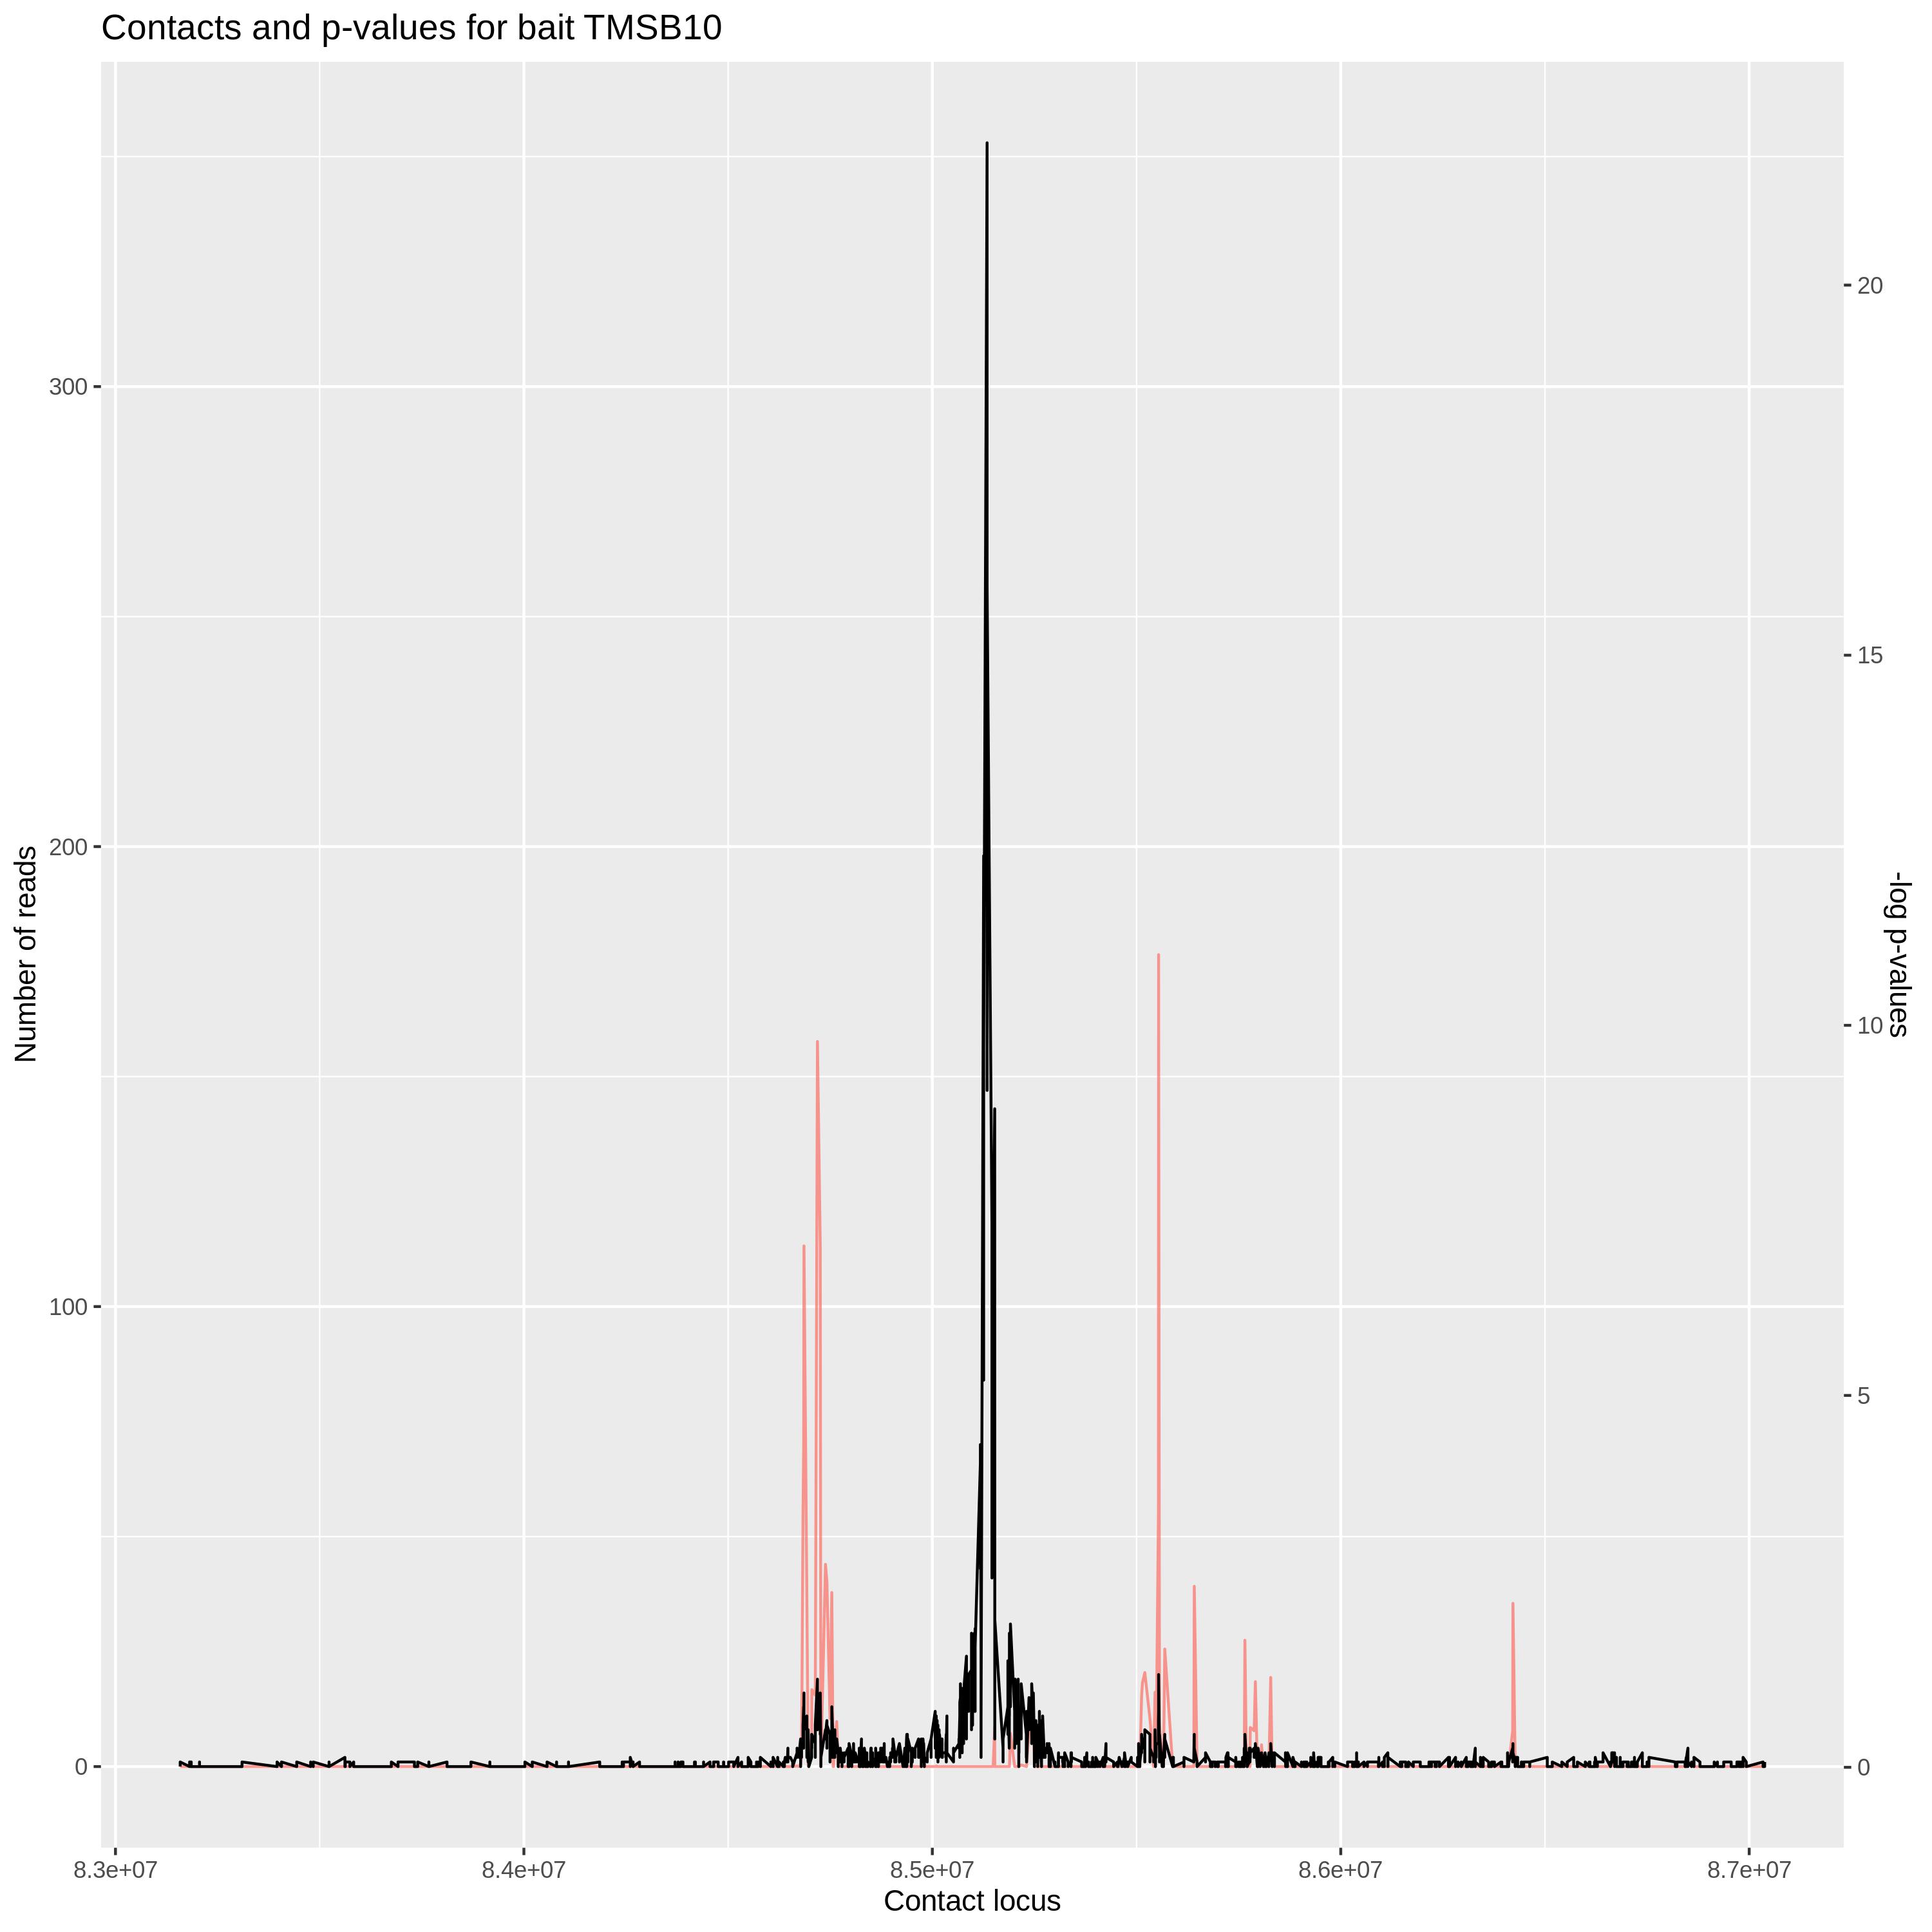 Contacts and p-values for bait TMSB10
300
200
100
0
Number of reads
20
15
10
5
0
-log p-values
8.3e+07 8.4e+07 8.5e+07 8.6e+07 8.7e+07
Contact locus